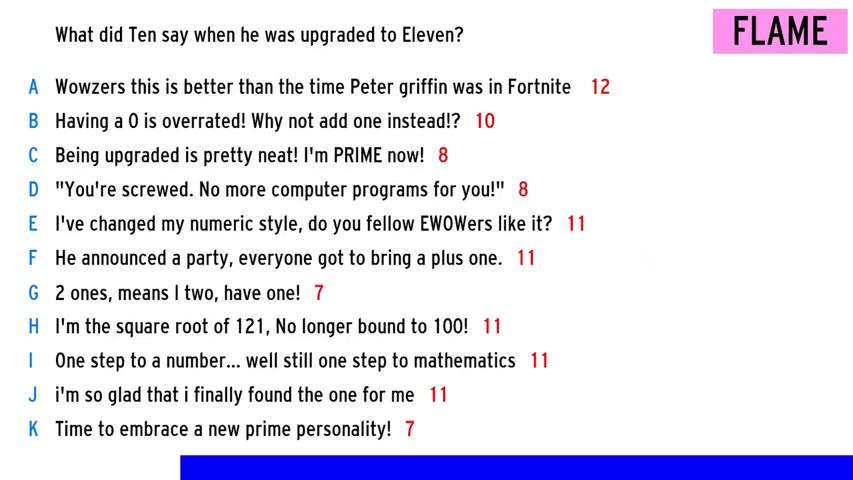 What did Ten say when he was upgraded to Eleven?
FLAME
A Wowzers this is better than the time Peter griffin was in Fortnite 12
B Having a 0 is overrated! Why not add one instead!? 10
C Being upgraded is pretty neat! I'm PRIME now! 8
D "You're screwed. No more computer programs for you!" 8
E I've changed my numeric style, do you fellow EWOWers like it? 11
F He announced a party, everyone got to bring a plus one. 11
G 2 ones, means I two, have one! 7
H I'm the square root of 121, No longer bound to 100! 11
I One step to a number... well still one step to mathematics 11
J i'm so glad that i finally found the one for me 11
K Time to embrace a new prime personality! 7